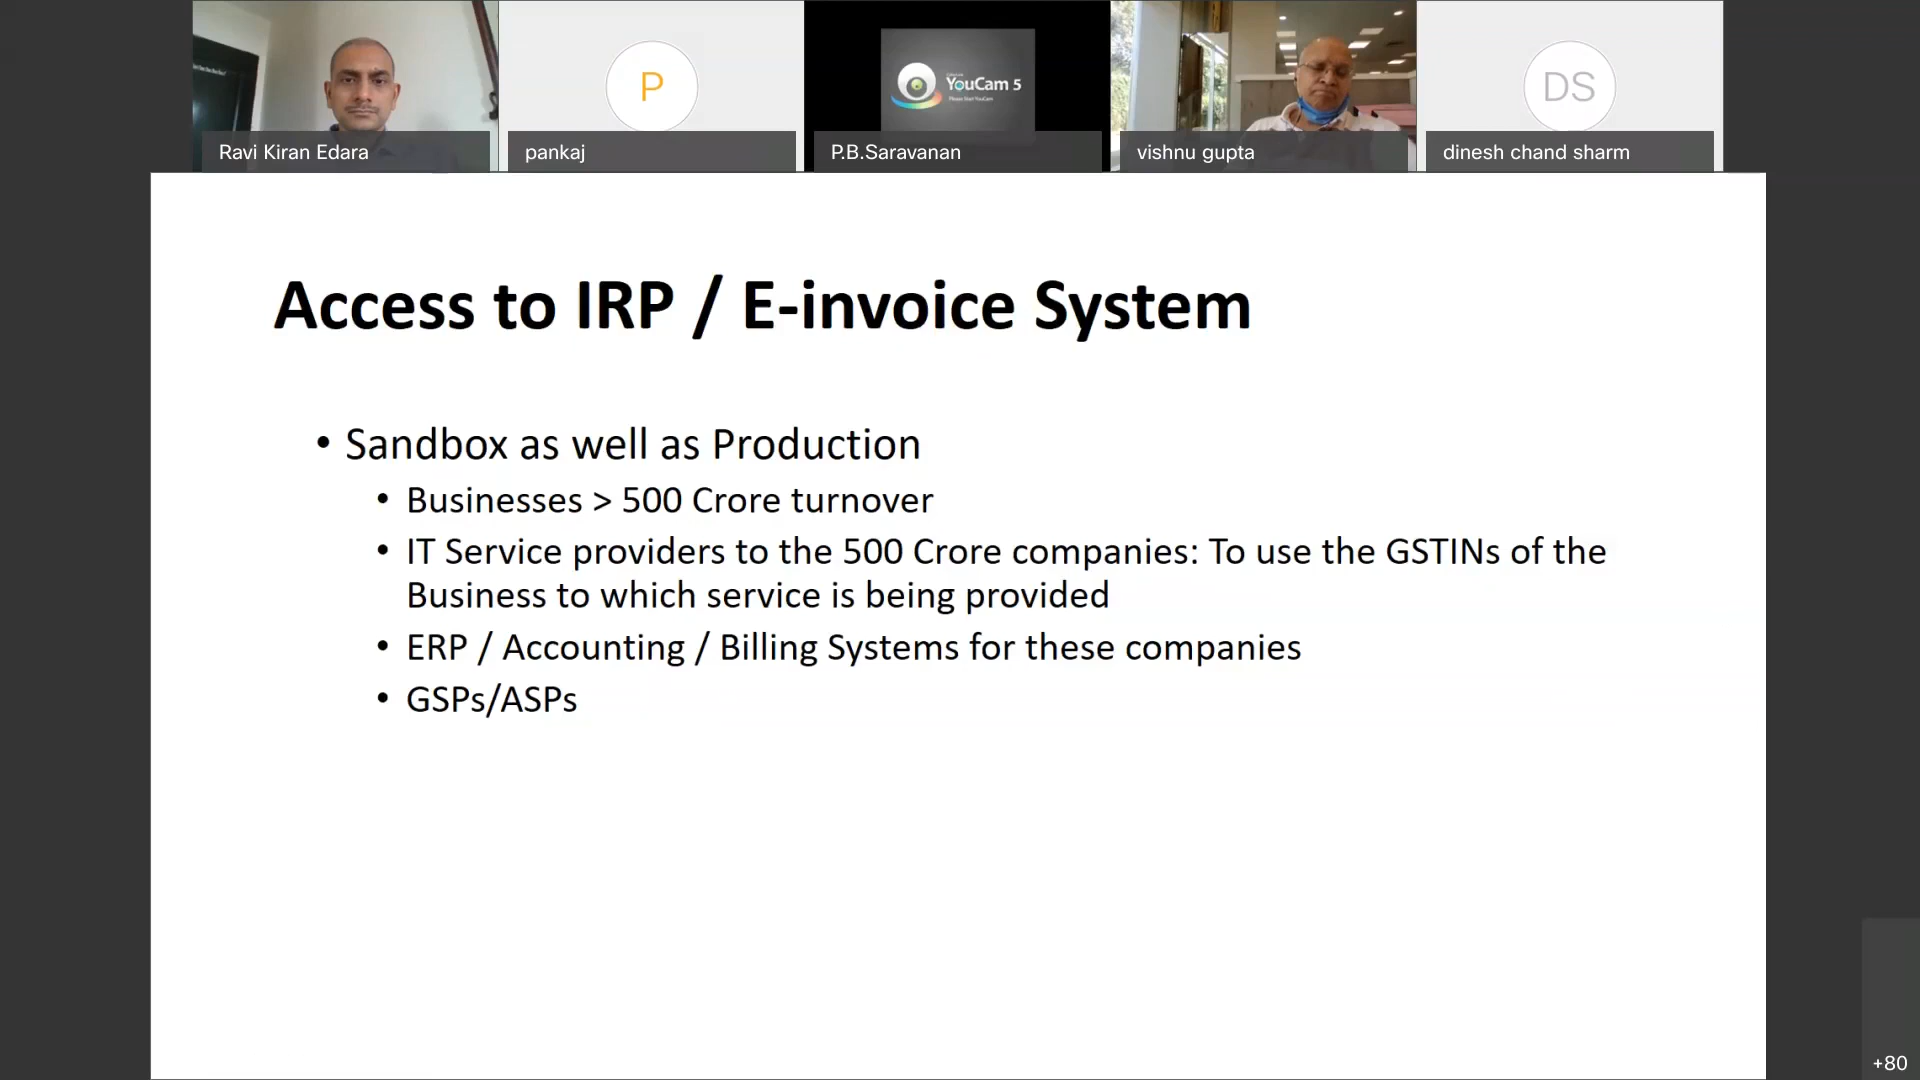 P
YouCam 5
Ravi Kiran Edara
pankaj
P.B.Saravanan
vishnu gupta
DS
dinesh chand sharm
Access to IRP / E-invoice System
• Sandbox as well as Production
• Businesses > 500 Crore turnover
• IT Service providers to the 500 Crore companies: To use the GSTINs of the
Business to which service is being provided
• ERP / Accounting / Billing Systems for these companies
• GSPs/ASPs
+80